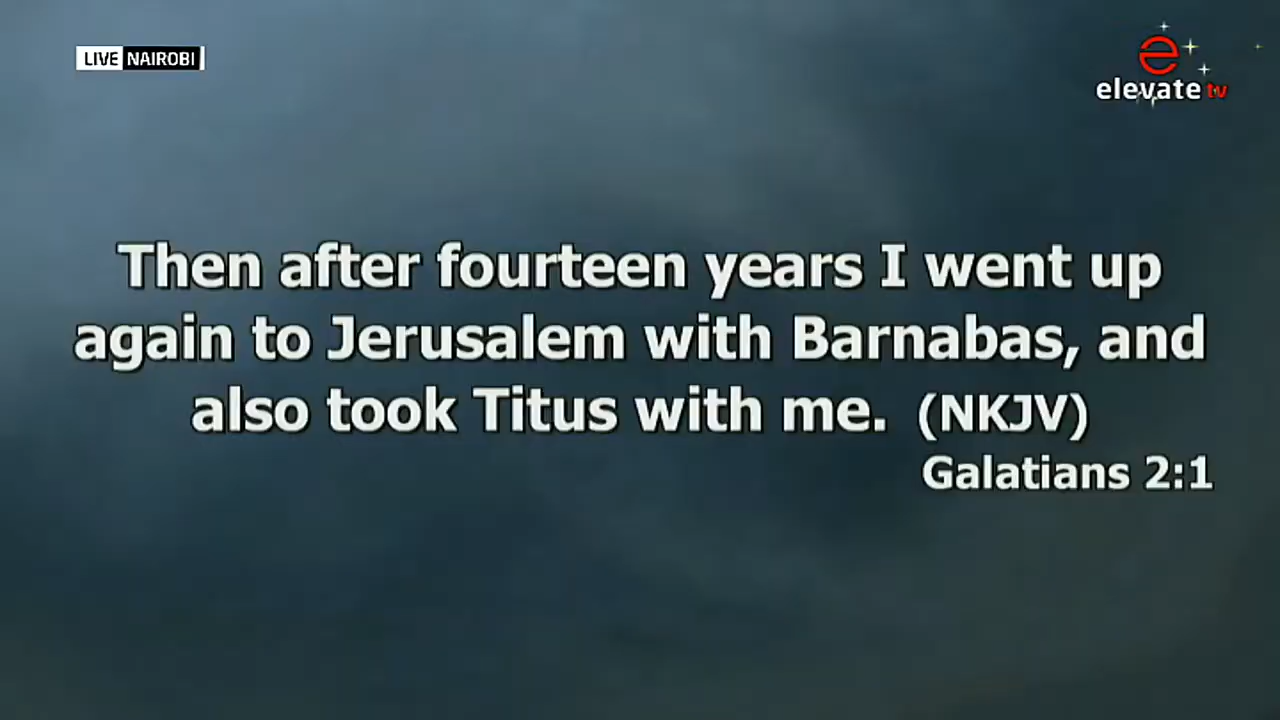 LIVE NAIROBI
e
elevate tv
Then after fourteen years I went up
again to Jerusalem with Barnabas, and
also took Titus with me. (NKJV)
Galatians 2:1